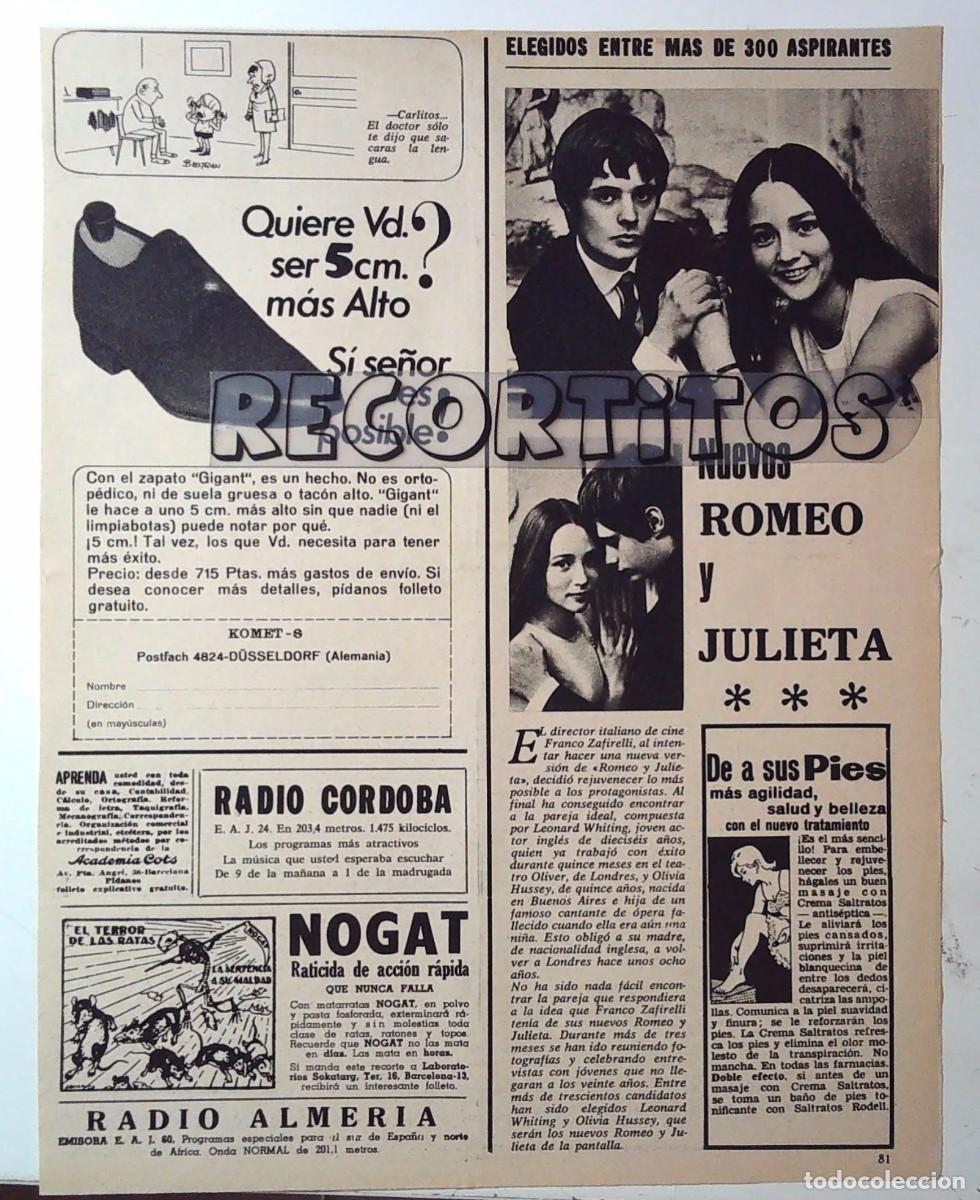 —Carlitos...
El doctor sólo
te dijo que sa-
caras la len-
gua.
Quiere Vd.?
ser 5cm.
más Alto
Sí señor
es
posible!
RECORTiTOS
Con el zapato "Gigant", es un hecho. No es orto-
pédico, ni de suela gruesa o tacón alto. "Gigant"
le hace a uno 5 cm. más alto sin que nadie (ni el
limpiabotas) puede notar por qué.
¡5 cm.! Tal vez, los que Vd. necesita para tener
más éxito.
Precio: desde 715 Ptas. más gastos de envío. Si
desea conocer más detalles, pídanos folleto
gratuito.
KOMET-8
Postfach 4824-DÜSSELDORF (Alemania)
Nombre
Dirección
(en mayúsculas)
APRENDA usted con toda
comodidad, des-
de su casa, Contabilidad,
Cálculo, Ortografía, Refor-
ma de letra, Taquigrafía,
Mecanografía, Corresponden-
cia, Organización comercial
e industrial, etcétera, por los
acreditados métodos por co-
rrespondencia de la
Academia Cots
Av. Pta. Angel, 38-Barcelona
Pídanos
folleto explicativo gratuito.
RADIO CORDOBA
E. A. J. 24. En 203,4 metros. 1.475 kilociclos.
Los programas más atractivos
La música que usted esperaba escuchar
De 9 de la mañana a 1 de la madrugada
EL TERROR
DE LAS RATAS
NOGAT
LA SENTENCIA
A SU MALDAD
NOGAT
Raticida de acción rápida
QUE NUNCA FALLA
Con matarratas NOGAT, en polvo
y pasta fosforada, exterminará rá-
pidamente y sin molestias toda
clase de ratas, ratones y topos.
Recuerde que NOGAT no las mata
en días. Las mata en horas.
Si manda este recorte a Laborato-
rios Sokatarg, Ter, 16, Barcelona-13,
recibirá un interesante folleto.
RADIO ALMERIA
EMISORA E. A. J. 60. Programas especiales para el sur de España y norte
de Africa. Onda NORMAL de 201,1 metros.
ELEGIDOS ENTRE MAS DE 300 ASPIRANTES
Nuevos
ROMEO
y
JULIETA
* * *
EL director italiano de cine
Franco Zafirelli, al inten-
tar hacer una nueva ver-
sión de «Romeo y Julie-
ta», decidió rejuvenecer lo más
posible a los protagonistas. Al
final ha conseguido encontrar
a la pareja ideal, compuesta
por Leonard Whiting, joven ac-
tor inglés de dieciséis años,
quien ya trabajó con éxito
durante quince meses en el tea-
tro Oliver, de Londres, y Olivia
Hussey, de quince años, nacida
en Buenos Aires e hija de un
famoso cantante de ópera fa-
llecido cuando ella era aún una
niña. Esto obligó a su madre,
de nacionalidad inglesa, a vol-
ver a Londres hace unos ocho
años.
No ha sido nada fácil encon-
trar la pareja que respondiera
a la idea que Franco Zafirelli
tenía de sus nuevos Romeo y
Julieta. Durante más de tres
meses se han ido reuniendo fo-
tografías y celebrando entre-
vistas con jóvenes que no lle-
garan a los veinte años. Entre
más de trescientos candidatos
han sido elegidos Leonard
Whiting y Olivia Hussey, que
serán los nuevos Romeo y Ju-
lieta de la pantalla.
De a sus Pies
más agilidad,
salud y belleza
con el nuevo tratamiento
¡Es el más senci-
llo! Para embe-
llecer y rejuve-
necer los pies,
hágales un buen
masaje con
Crema Saltratos
— antiséptica —.
Le aliviará los
pies cansados,
suprimirá irrita-
ciones y la piel
blanquecina de
entre los dedos
desaparecerá, ci-
catriza las ampo-
llas. Comunica a la piel suavidad
y finura; se le reforzarán los
pies. La Crema Saltratos refres-
ca los pies y elimina el olor mo-
lesto de la transpiración. No
mancha. En todas las farmacias.
Doble efecto, si antes de un
masaje con Crema Saltratos,
se toma un baño de pies to-
nificante con Saltratos Rodell.
81
todocoleccion